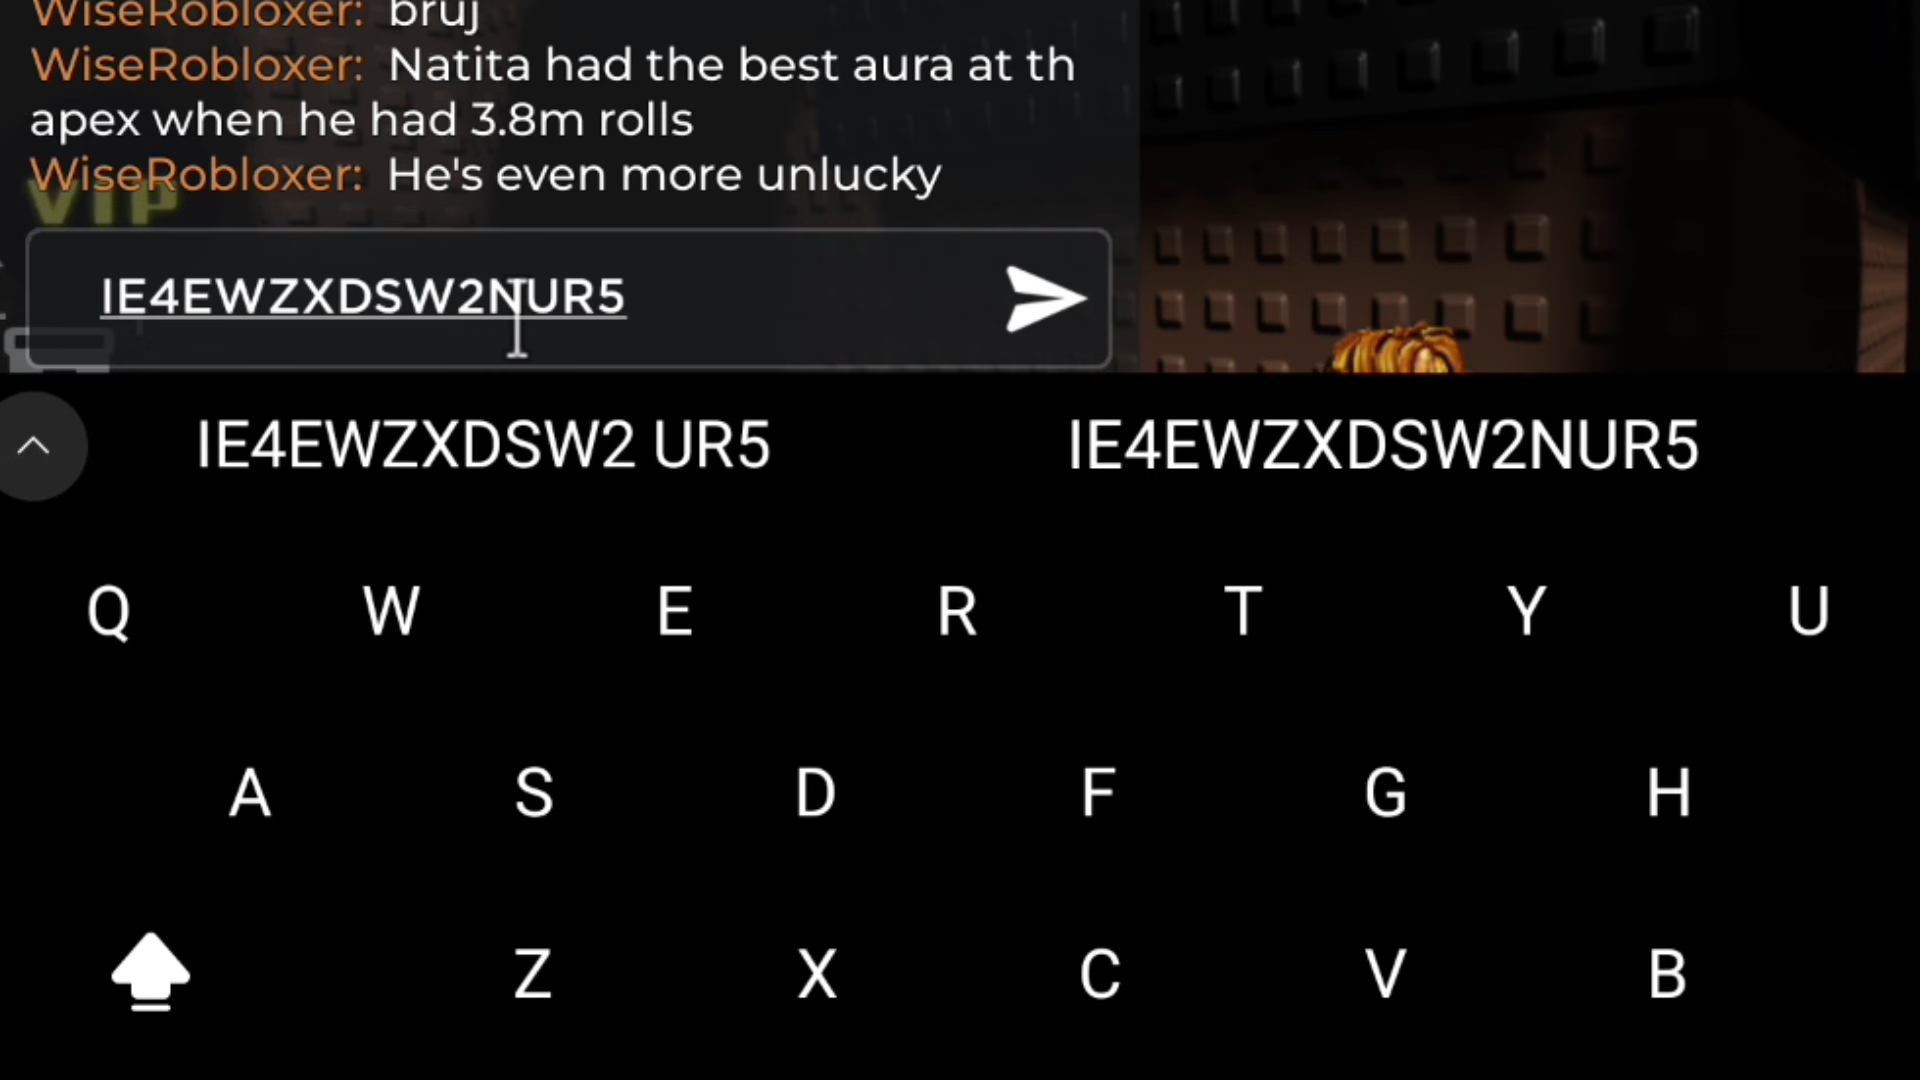 WiseRobloxer: bruj
WiseRobloxer: Natita had the best aura at th
apex when he had 3.8m rolls
WiseRobloxer: He's even more unlucky
VIP
IE4EWZXDSW2NUR5
IE4EWZXDSW2 UR5 IE4EWZXDSW2NUR5
Q W E R T Y U
A S D F G H
Z X C V B